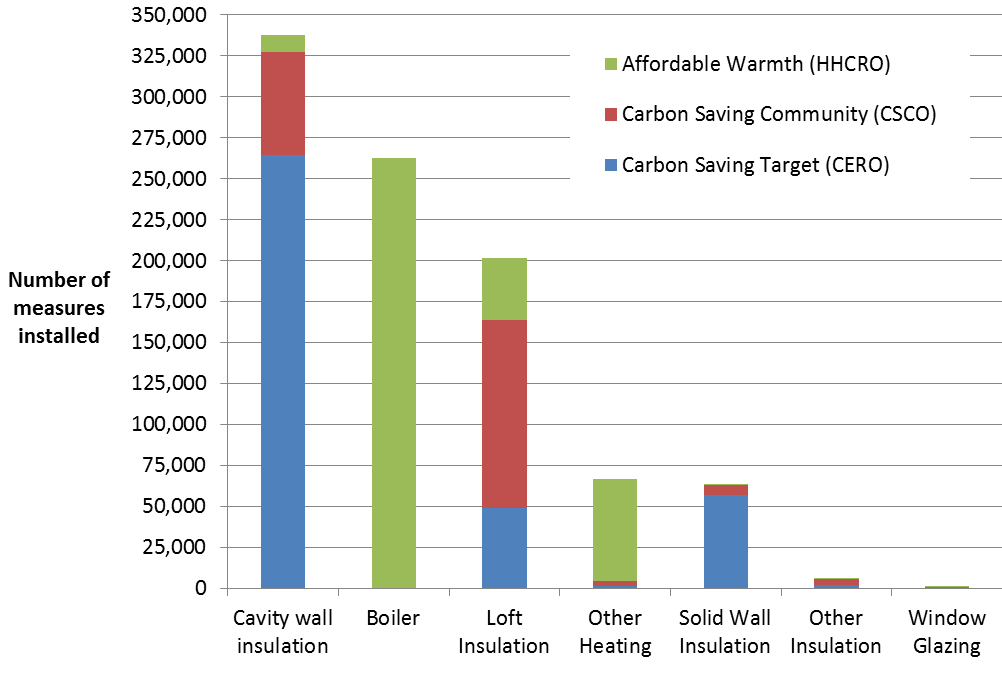 350,000
325,000
300,000
275,000
250,000
225,000
200,000
175,000
150,000
125,000
100,000
75,000
50,000
25,000
0
Number of
measures
installed
Affordable Warmth (HHCRO)
Carbon Saving Community (CSCO)
Carbon Saving Target (CERO)
Cavity wall
insulation
Boiler
Loft
Insulation
Other
Heating
Solid Wall
Insulation
Other
Insulation
Window
Glazing